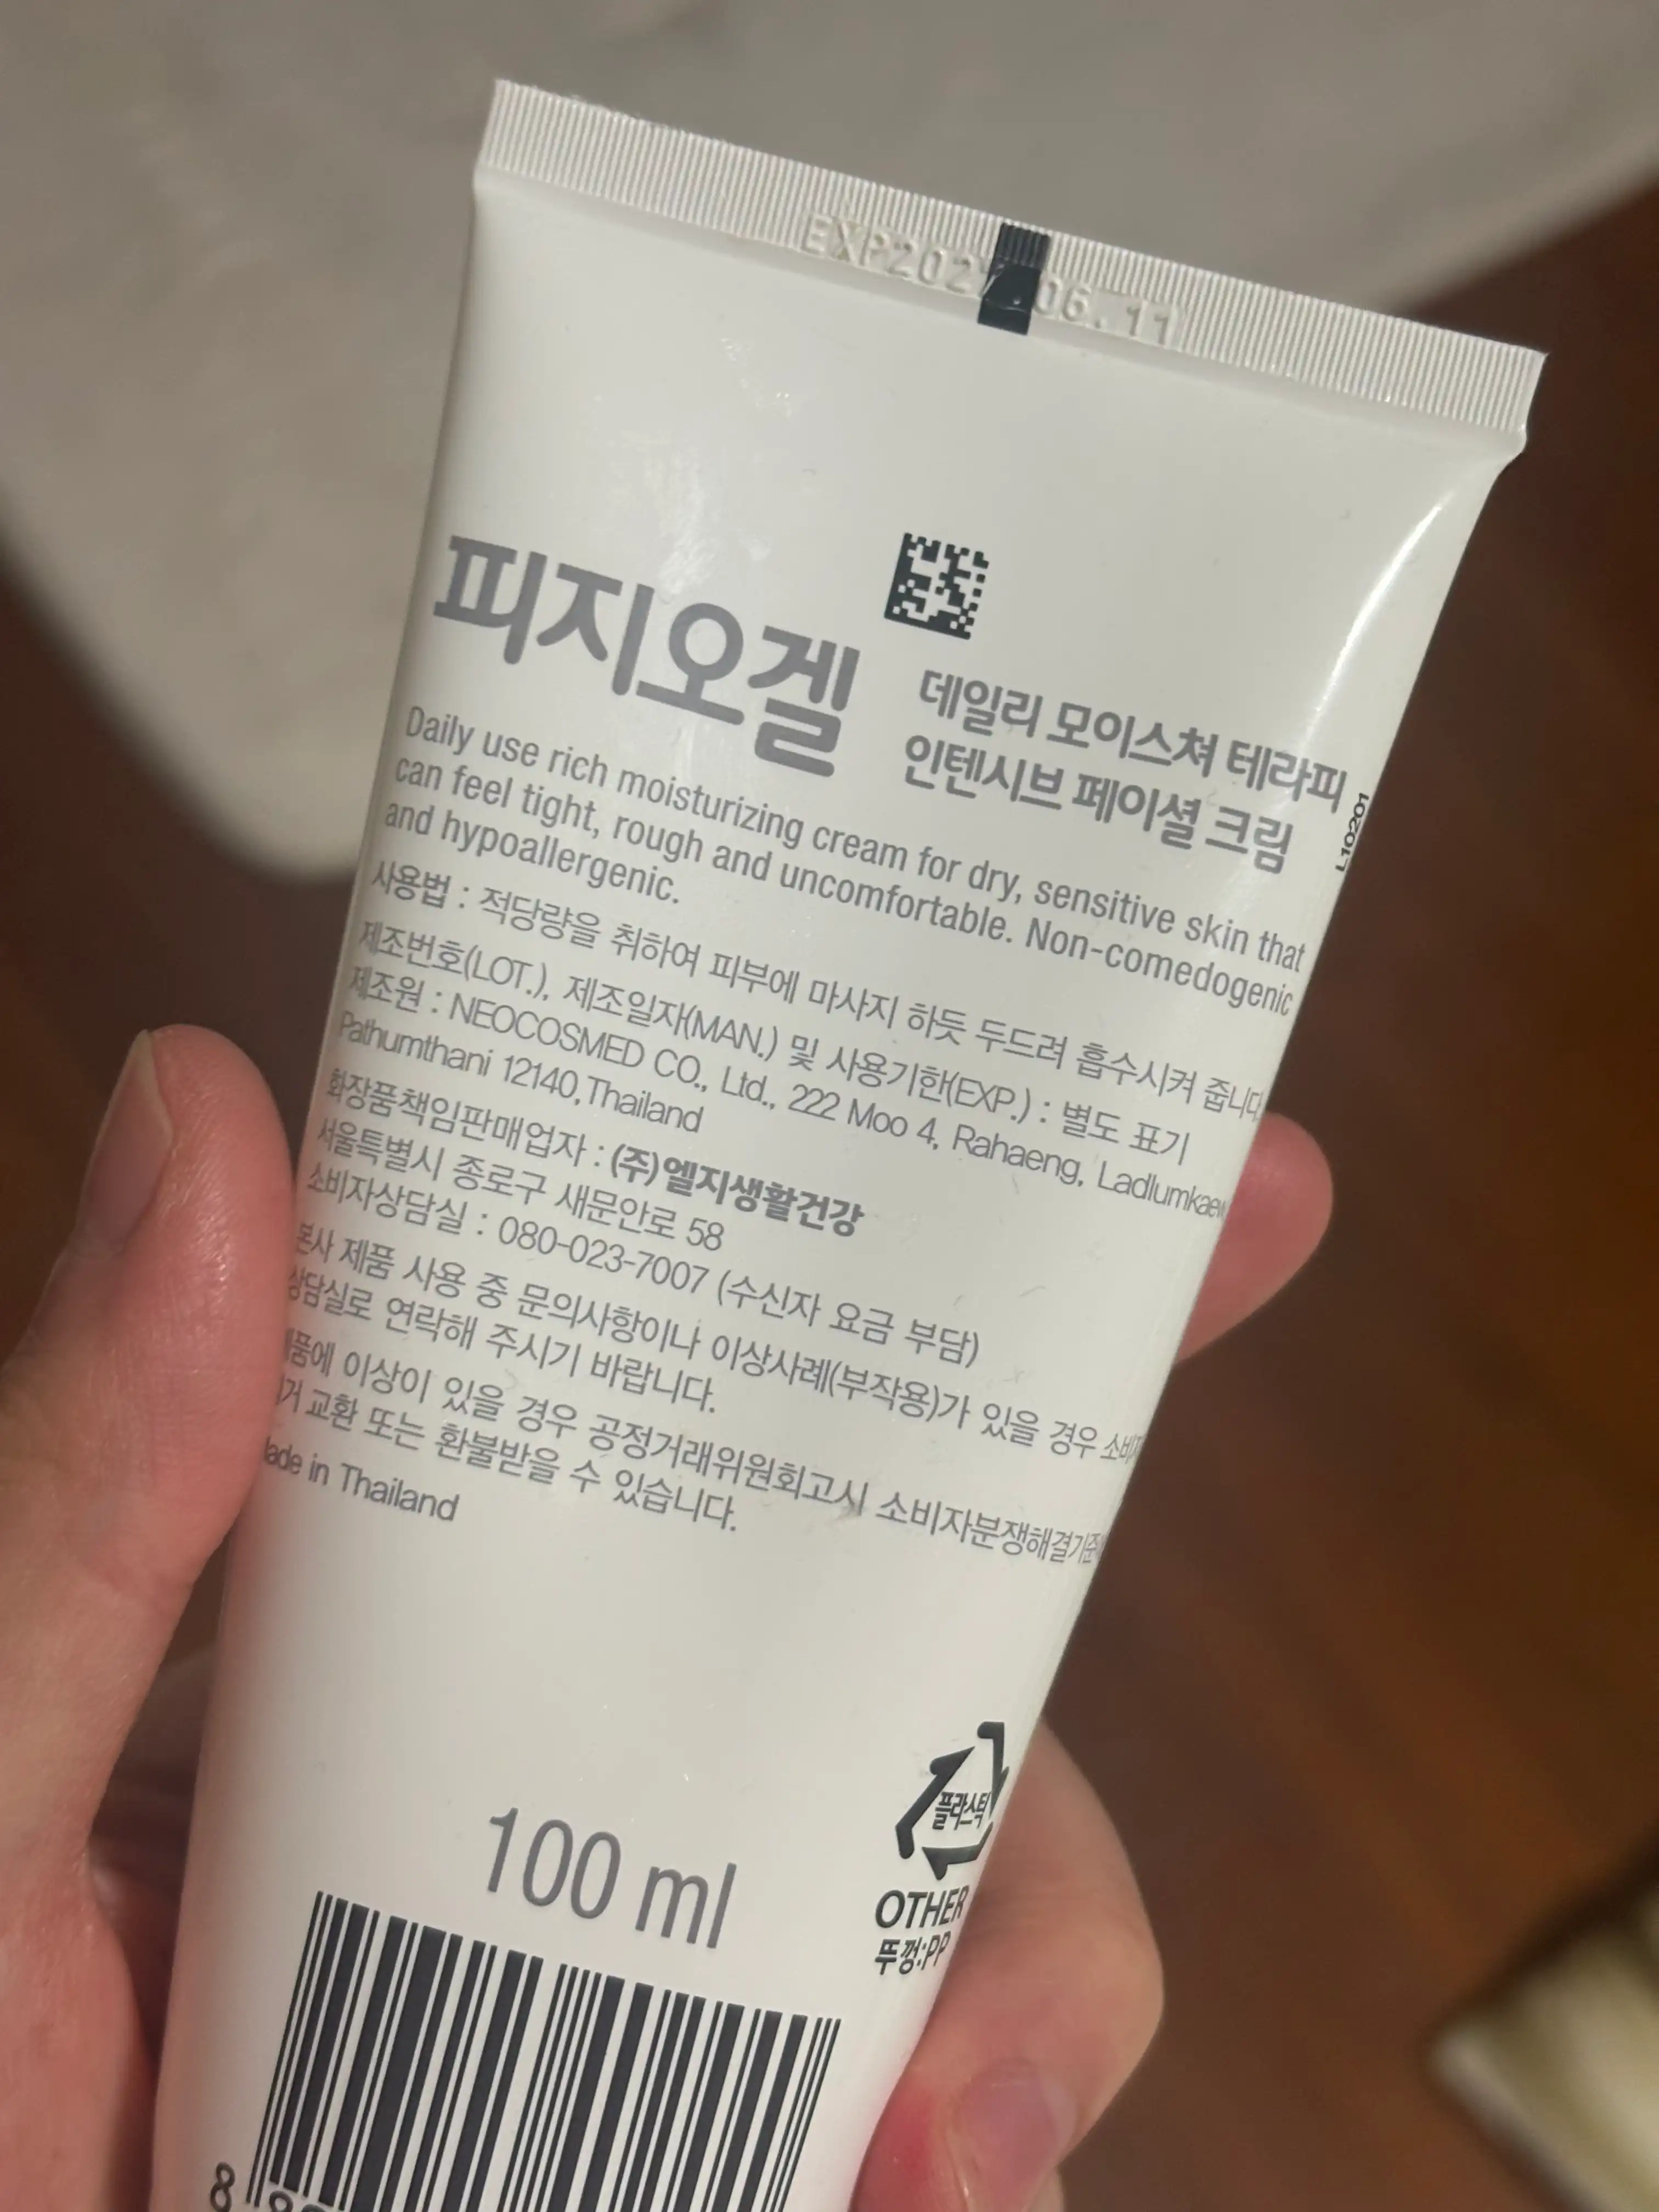 EXP2027.06.11
피지오겔
데일리 모이스쳐 테라피
인텐시브 페이셜 크림
L10201
Daily use rich moisturizing cream for dry, sensitive skin that
can feel tight, rough and uncomfortable. Non-comedogenic
and hypoallergenic.
사용법 : 적당량을 취하여 피부에 마사지 하듯 두드려 흡수시켜 줍니다
제조번호(LOT.), 제조일자(MAN.) 및 사용기한(EXP.) : 별도 표기
제조원 : NEOCOSMED CO., Ltd., 222 Moo 4, Rahaeng, Ladlumkaew
Pathumthani 12140,Thailand
화장품책임판매업자 : (주)엘지생활건강
서울특별시 종로구 새문안로 58
소비자상담실 : 080-023-7007 (수신자 요금 부담)
본사 제품 사용 중 문의사항이나 이상사례(부작용)가 있을 경우
상담실로 연락해 주시기 바랍니다.
이상이 있을 경우 공정거래위원회고시 소비자분쟁해결기준
교환 또는 환불받을 수 있습니다.
in Thailand
100 ml
플라스틱
OTHER
뚜껑:PP
8